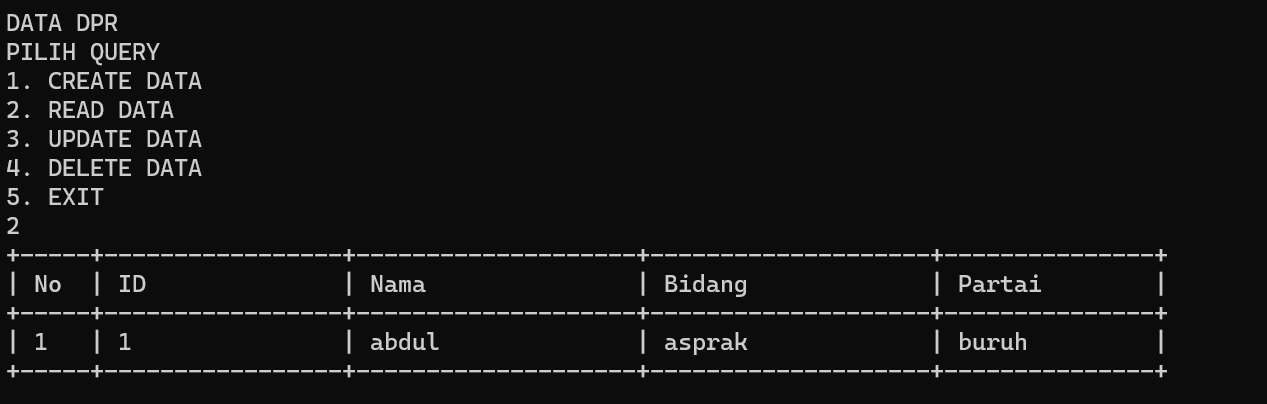 DATA DPR
PILIH QUERY
1. CREATE DATA
2. READ DATA
3. UPDATE DATA
4. DELETE DATA
5. EXIT
2
+-----+-----------------+--------------------+--------------------+---------------+
| No  | ID              | Nama               | Bidang             | Partai        |
+-----+-----------------+--------------------+--------------------+---------------+
| 1   | 1               | abdul              | asprak             | buruh         |
+-----+-----------------+--------------------+--------------------+---------------+